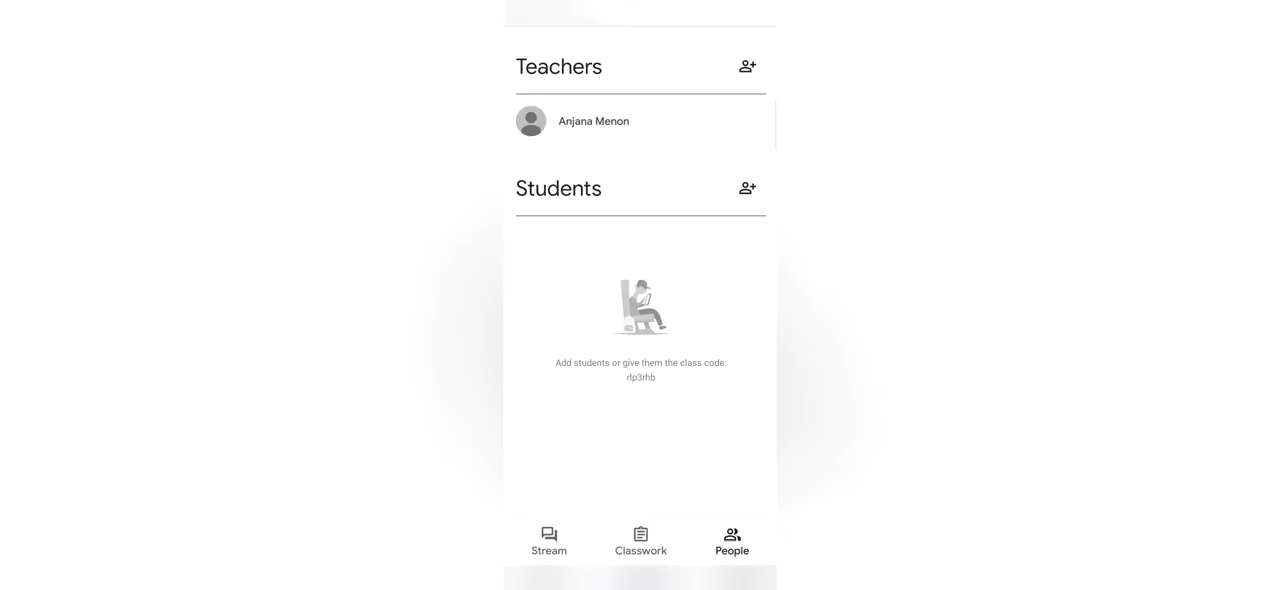 Teachers
Anjana Menon
Students
Add students or give them the class code:
rlp3rhb
Stream
Classwork
People